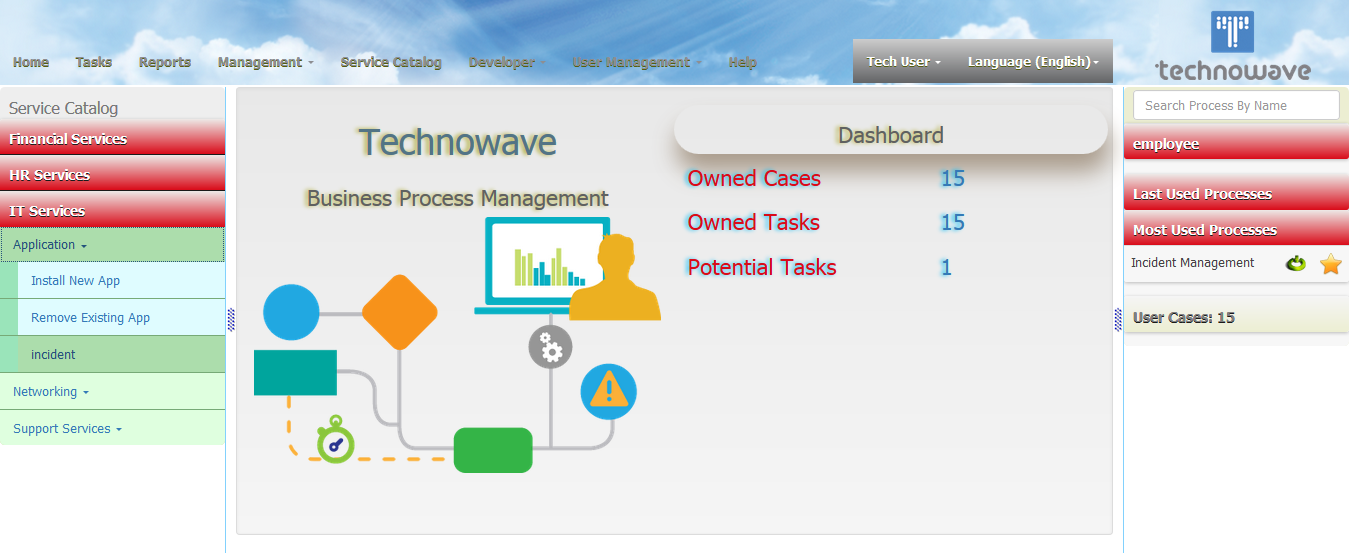 Home Tasks Reports Management Service Catalog Developer User Management Help Tech User Language (English)
technowave
Service Catalog
Financial Services
HR Services
IT Services
Application
Install New App
Remove Existing App
incident
Networking
Support Services
Technowave
Business Process Management
Dashboard
Owned Cases 15
Owned Tasks 15
Potential Tasks 1
Search Process By Name
employee
Last Used Processes
Most Used Processes
Incident Management
User Cases: 15